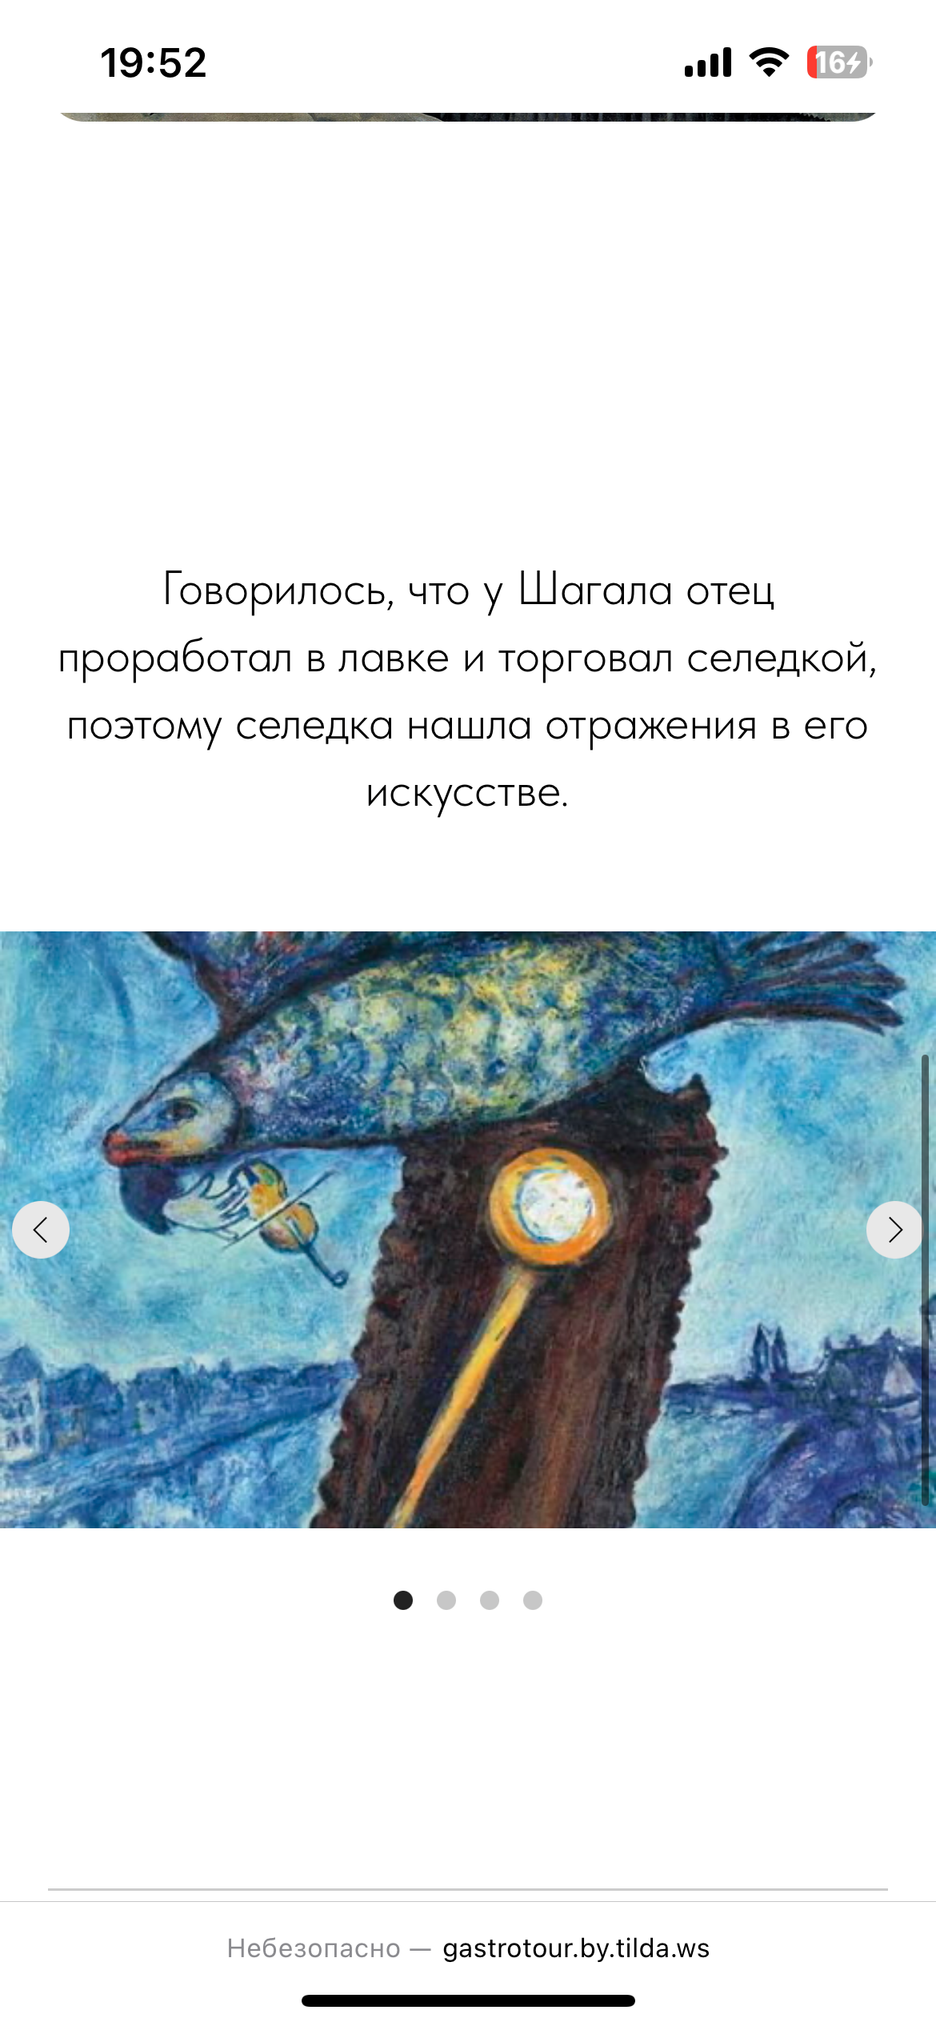 19:52
16
Говорилось, что у Шагала отец
проработал в лавке и торговал селедкой,
поэтому селедка нашла отражения в его
искусстве.
Небезопасно — gastrotour.by.tilda.ws